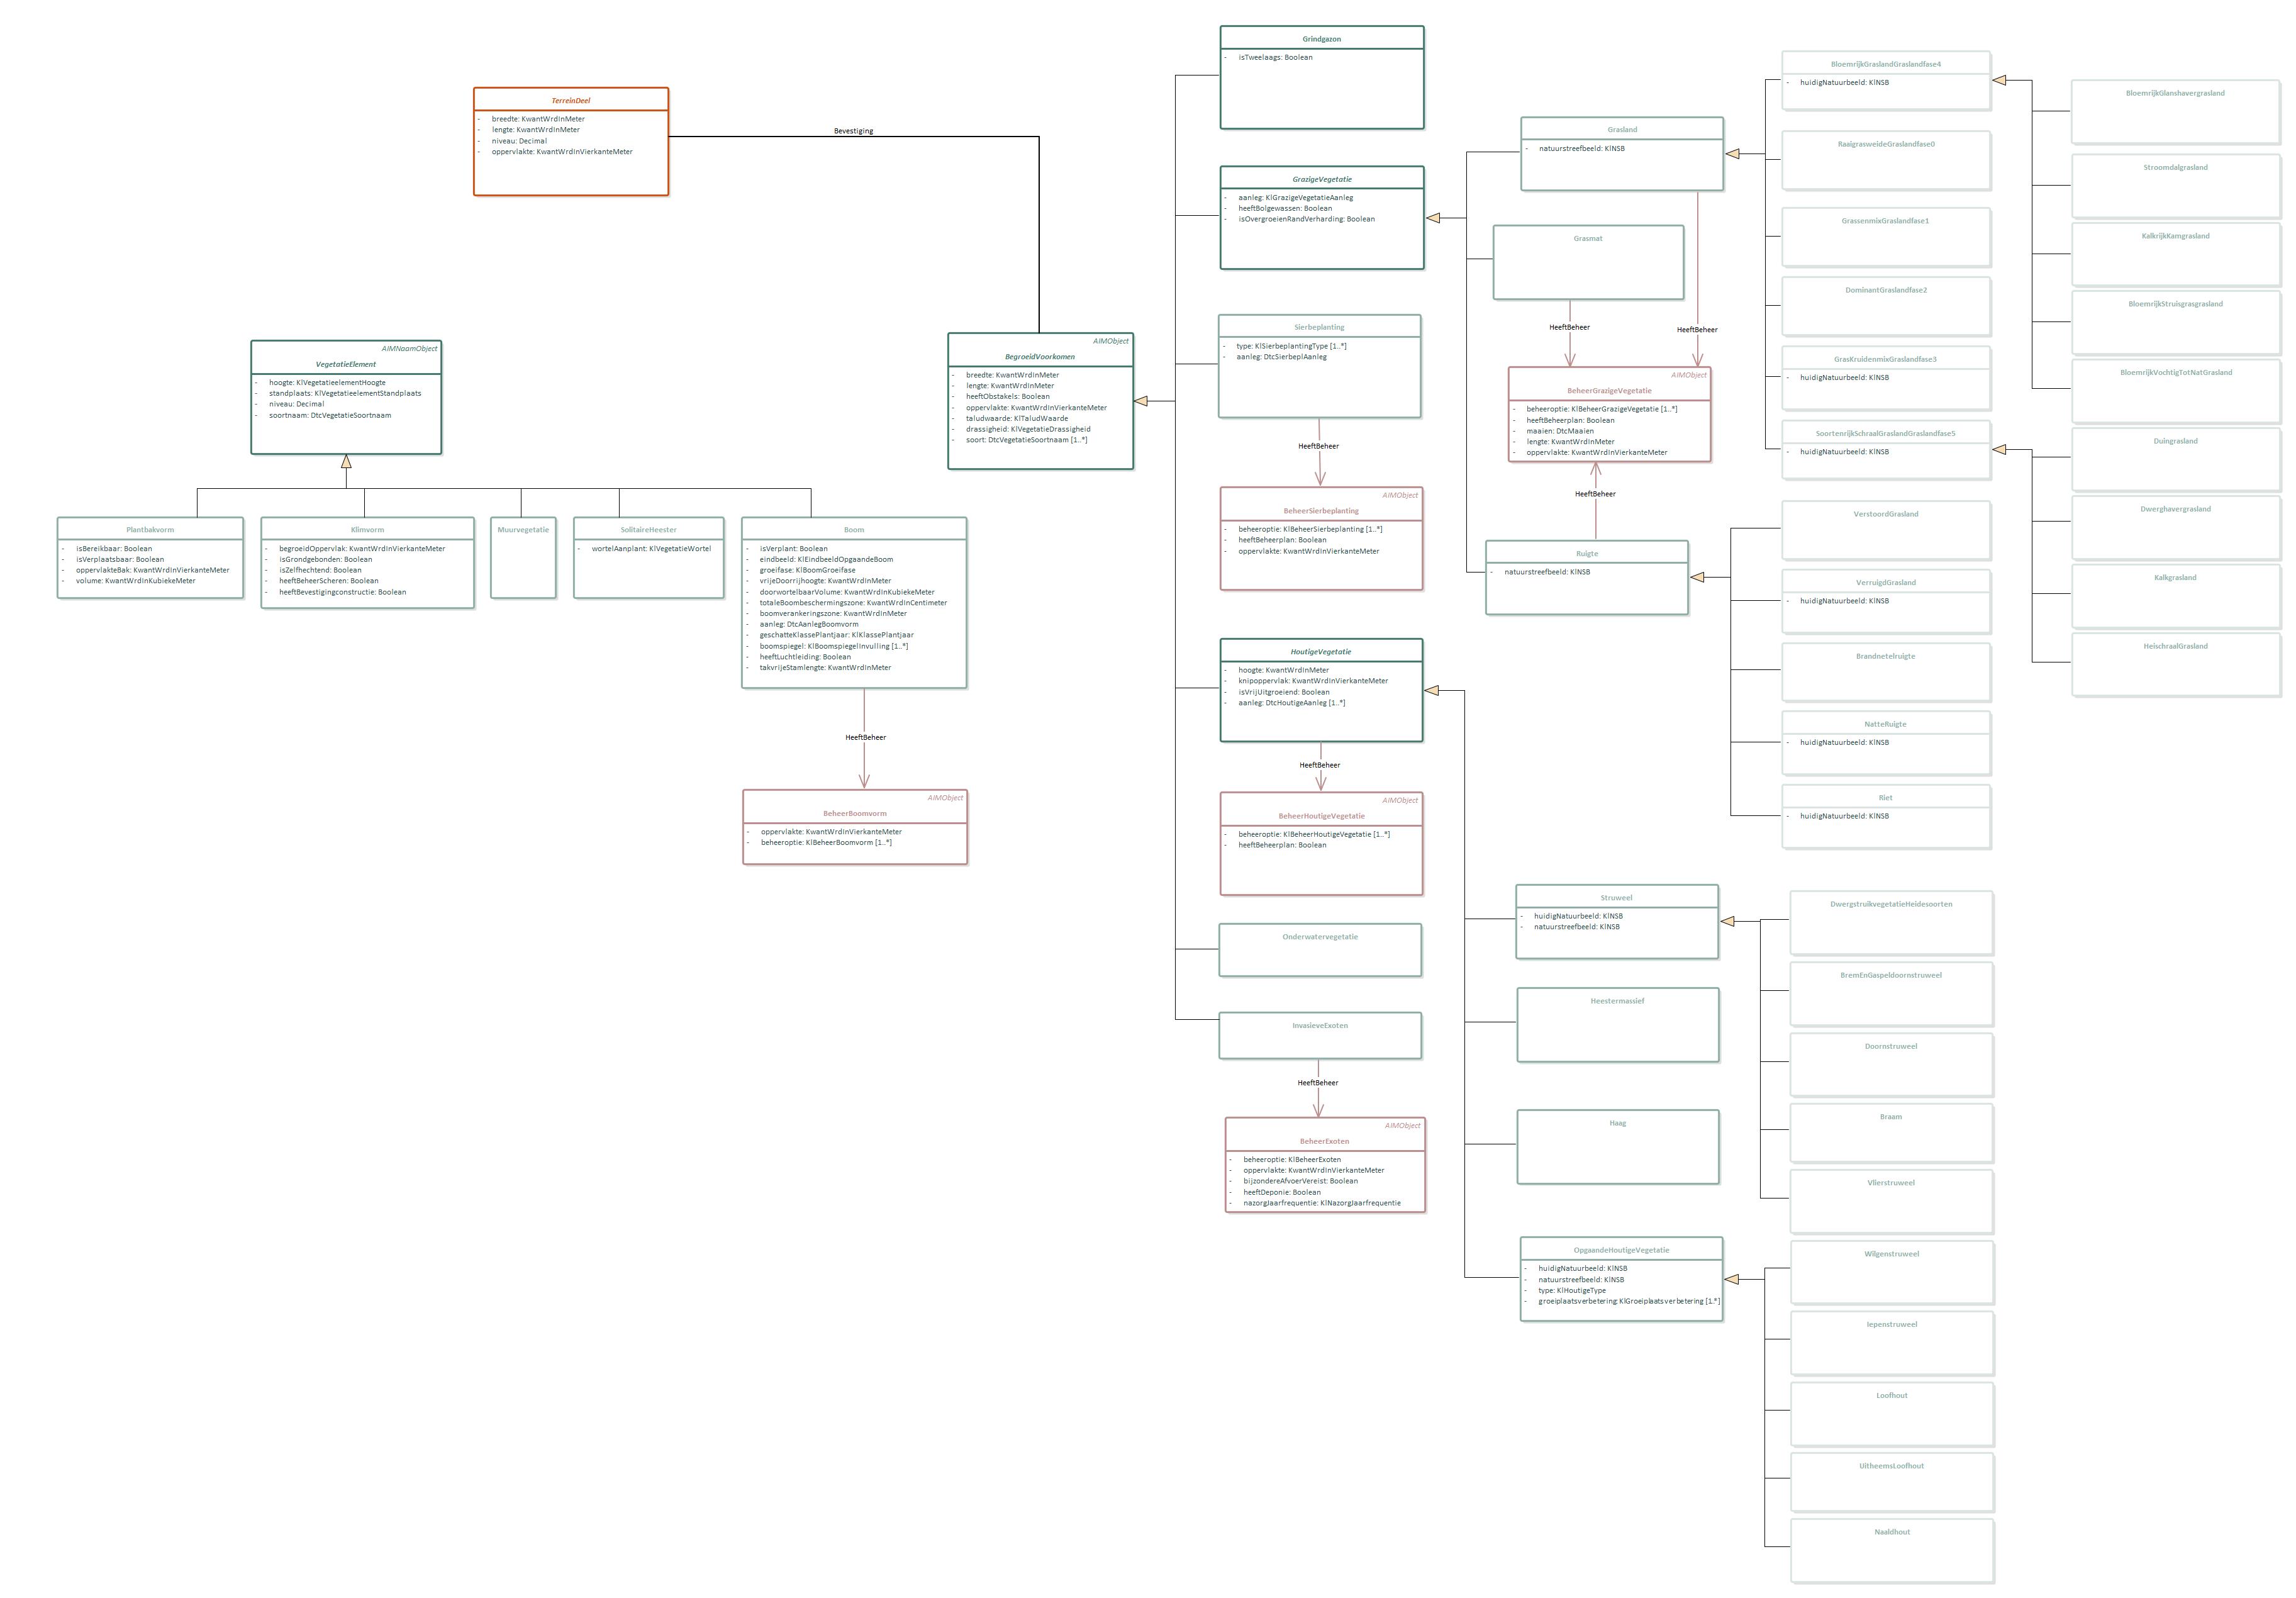 TerreinDeel
- breedte: KwantWrdInMeter
- lengte: KwantWrdInMeter
- niveau: Decimal
- oppervlakte: KwantWrdInVierkanteMeter
Bevestiging
AIMNaamObject
VegetatieElement
- hoogte: KlVegetatieelementHoogte
- standplaats: KlVegetatieelementStandplaats
- niveau: Decimal
- soortnaam: DtcVegetatieSoortnaam
Plantbakvorm
- isBereikbaar: Boolean
- isVerplaatsbaar: Boolean
- oppervlakteBak: KwantWrdInVierkanteMeter
- volume: KwantWrdInKubiekeMeter
Klimvorm
- begroeidOppervlak: KwantWrdInVierkanteMeter
- isGrondgebonden: Boolean
- isZelfhechtend: Boolean
- heeftBeheerScheren: Boolean
- heeftBevestigingconstructie: Boolean
Muurvegetatie
SolitaireHeester
- wortelAanplant: KlVegetatieWortel
Boom
- isVerplant: Boolean
- eindbeeld: KlEindbeeldOpgaandeBoom
- groeifase: KlBoomGroeifase
- vrijeDoorrijhoogte: KwantWrdInMeter
- doorwortelbaarVolume: KwantWrdInKubiekeMeter
- totaleBoombeschermingszone: KwantWrdInCentimeter
- boomverankeringszone: KwantWrdInMeter
- aanleg: DtcAanlegBoomvorm
- geschatteKlassePlantjaar: KlKlassePlantjaar
- boomspiegel: KlBoomspiegelInvulling [1..*]
- heeftLuchtleiding: Boolean
- takvrijeStamlengte: KwantWrdInMeter
HeeftBeheer
AIMObject
BeheerBoomvorm
- oppervlakte: KwantWrdInVierkanteMeter
- beheeroptie: KlBeheerBoomvorm [1..*]
AIMObject
BegroeidVoorkomen
- breedte: KwantWrdInMeter
- lengte: KwantWrdInMeter
- heeftObstakels: Boolean
- oppervlakte: KwantWrdInVierkanteMeter
- taludwaarde: KlTaludWaarde
- drassigheid: KlVegetatieDrassigheid
- soort: DtcVegetatieSoortnaam [1..*]
Grindgazon
- isTweelaags: Boolean
GrazigeVegetatie
- aanleg: KlGrazigeVegetatieAanleg
- heeftBolgewassen: Boolean
- isOvergroeienRandVerharding: Boolean
Sierbeplanting
- type: KlSierbeplantingType [1..*]
- aanleg: DtcSierbeplAanleg
HeeftBeheer
AIMObject
BeheerSierbeplanting
- beheeroptie: KlBeheerSierbeplanting [1..*]
- heeftBeheerplan: Boolean
- oppervlakte: KwantWrdInVierkanteMeter
HoutigeVegetatie
- hoogte: KwantWrdInMeter
- knipoppervlak: KwantWrdInVierkanteMeter
- isVrijUitgroeiend: Boolean
- aanleg: DtcHoutigeAanleg [1..*]
HeeftBeheer
AIMObject
BeheerHoutigeVegetatie
- beheeroptie: KlBeheerHoutigeVegetatie [1..*]
- heeftBeheerplan: Boolean
Onderwatervegetatie
InvasieveExoten
HeeftBeheer
AIMObject
BeheerExoten
- beheeroptie: KlBeheerExoten
- oppervlakte: KwantWrdInVierkanteMeter
- bijzondereAfvoerVereist: Boolean
- heeftDeponie: Boolean
- nazorgJaarfrequentie: KlNazorgJaarfrequentie
Grasland
- natuurstreefbeeld: KlNSB
Grasmat
HeeftBeheer
HeeftBeheer
AIMObject
BeheerGrazigeVegetatie
- beheeroptie: KlBeheerGrazigeVegetatie [1..*]
- heeftBeheerplan: Boolean
- maaien: DtcMaaien
- lengte: KwantWrdInMeter
- oppervlakte: KwantWrdInVierkanteMeter
HeeftBeheer
Ruigte
- natuurstreefbeeld: KlNSB
Struweel
- huidigNatuurbeeld: KlNSB
- natuurstreefbeeld: KlNSB
Heestermassief
Haag
OpgaandeHoutigeVegetatie
- huidigNatuurbeeld: KlNSB
- natuurstreefbeeld: KlNSB
- type: KlHoutigeType
- groeiplaatsverbetering:KlGroeiplaatsverbetering [1.*]
BloemrijkGraslandGraslandfase4
- huidigNatuurbeeld: KlNSB
RaaigrasweideGraslandfase0
GrassenmixGraslandfase1
DominantGraslandfase2
GrasKruidenmixGraslandfase3
- huidigNatuurbeeld: KlNSB
SoortenrijkSchraalGraslandGraslandfase5
- huidigNatuurbeeld: KlNSB
VerstoordGrasland
VerruigdGrasland
- huidigNatuurbeeld: KlNSB
Brandnetelruigte
NatteRuigte
- huidigNatuurbeeld: KlNSB
Riet
- huidigNatuurbeeld: KlNSB
DwergstruikvegetatieHeidesoorten
BremEnGaspeldoornstruweel
Doornstruweel
Braam
Vlierstruweel
Wilgenstruweel
Iepenstruweel
Loofhout
UitheemsLoofhout
Naaldhout
BloemrijkGlanshavergrasland
Stroomdalgrasland
KalkrijkKamgrasland
BloemrijkStruisgrasgrasland
BloemrijkVochtigTotNatGrasland
Duingrasland
Dwerghavergrasland
Kalkgrasland
HeischraalGrasland